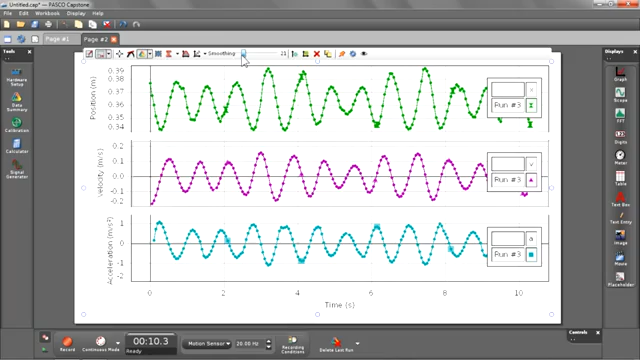 Untitled.cap* - PASCO Capstone
File Edit Workbook Display Help
Tools
Page #1
Page #2
Displays
Hardware Setup
Data Summary
Calibration
Calculator
Signal Generator
Smoothing
21
Position (m)
0.39
0.38
0.37
0.36
0.35
0.34
Run #3
Velocity (m/s)
0.2
0.1
0.0
-0.1
-0.2
Run #3
Acceleration (m/s²)
1
0
-1
-2
Run #3
0 2 4 6 8 10
Time (s)
Graph
Scope
FFT
Digits
Meter
Table
Text Box
Text Entry
Image
Movie
Placeholder
Controls
Record
Continuous Mode
00:10.3
Ready
Motion Sensor
20.00 Hz
Recording Conditions
Delete Last Run